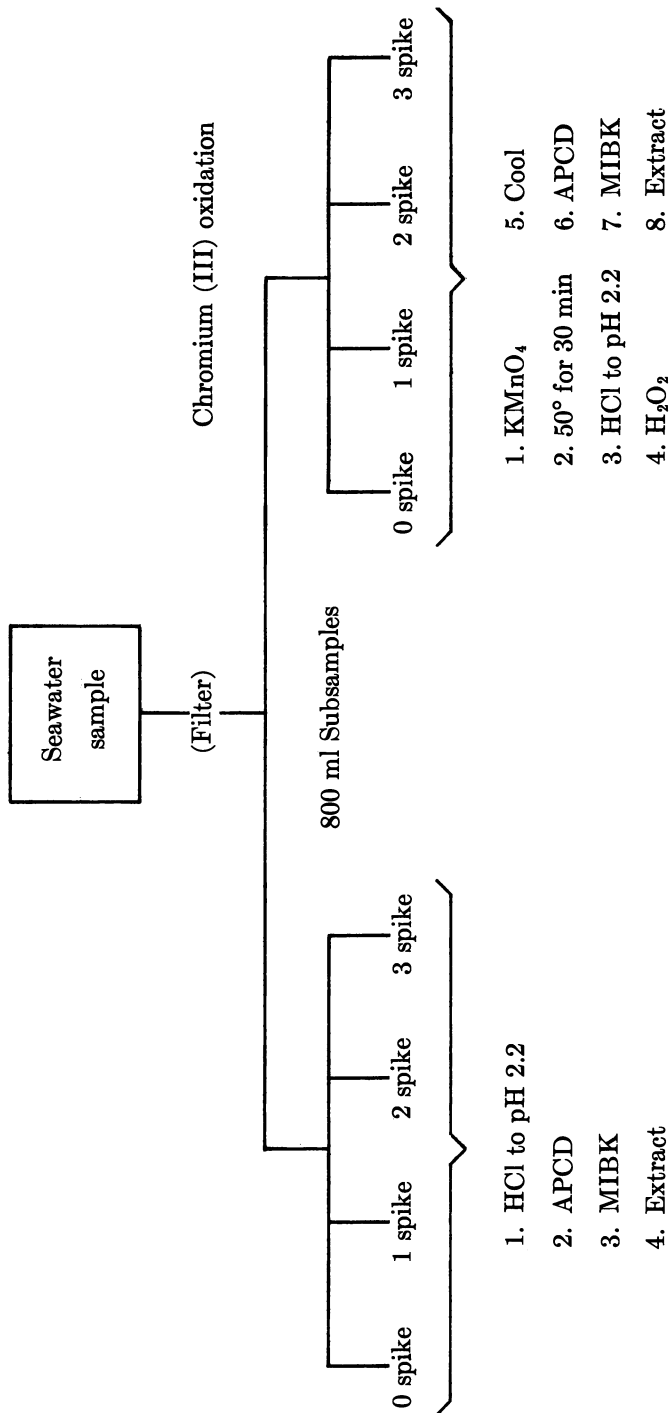 Seawater
sample
(Filter)
800 ml Subsamples
0 spike
1 spike
2 spike
3 spike
1. HCl to pH 2.2
2. APCD
3. MIBK
4. Extract
Chromium (III) oxidation
0 spike
1 spike
2 spike
3 spike
1. KMnO₄
2. 50° for 30 min
3. HCl to pH 2.2
4. H₂O₂
5. Cool
6. APCD
7. MIBK
8. Extract